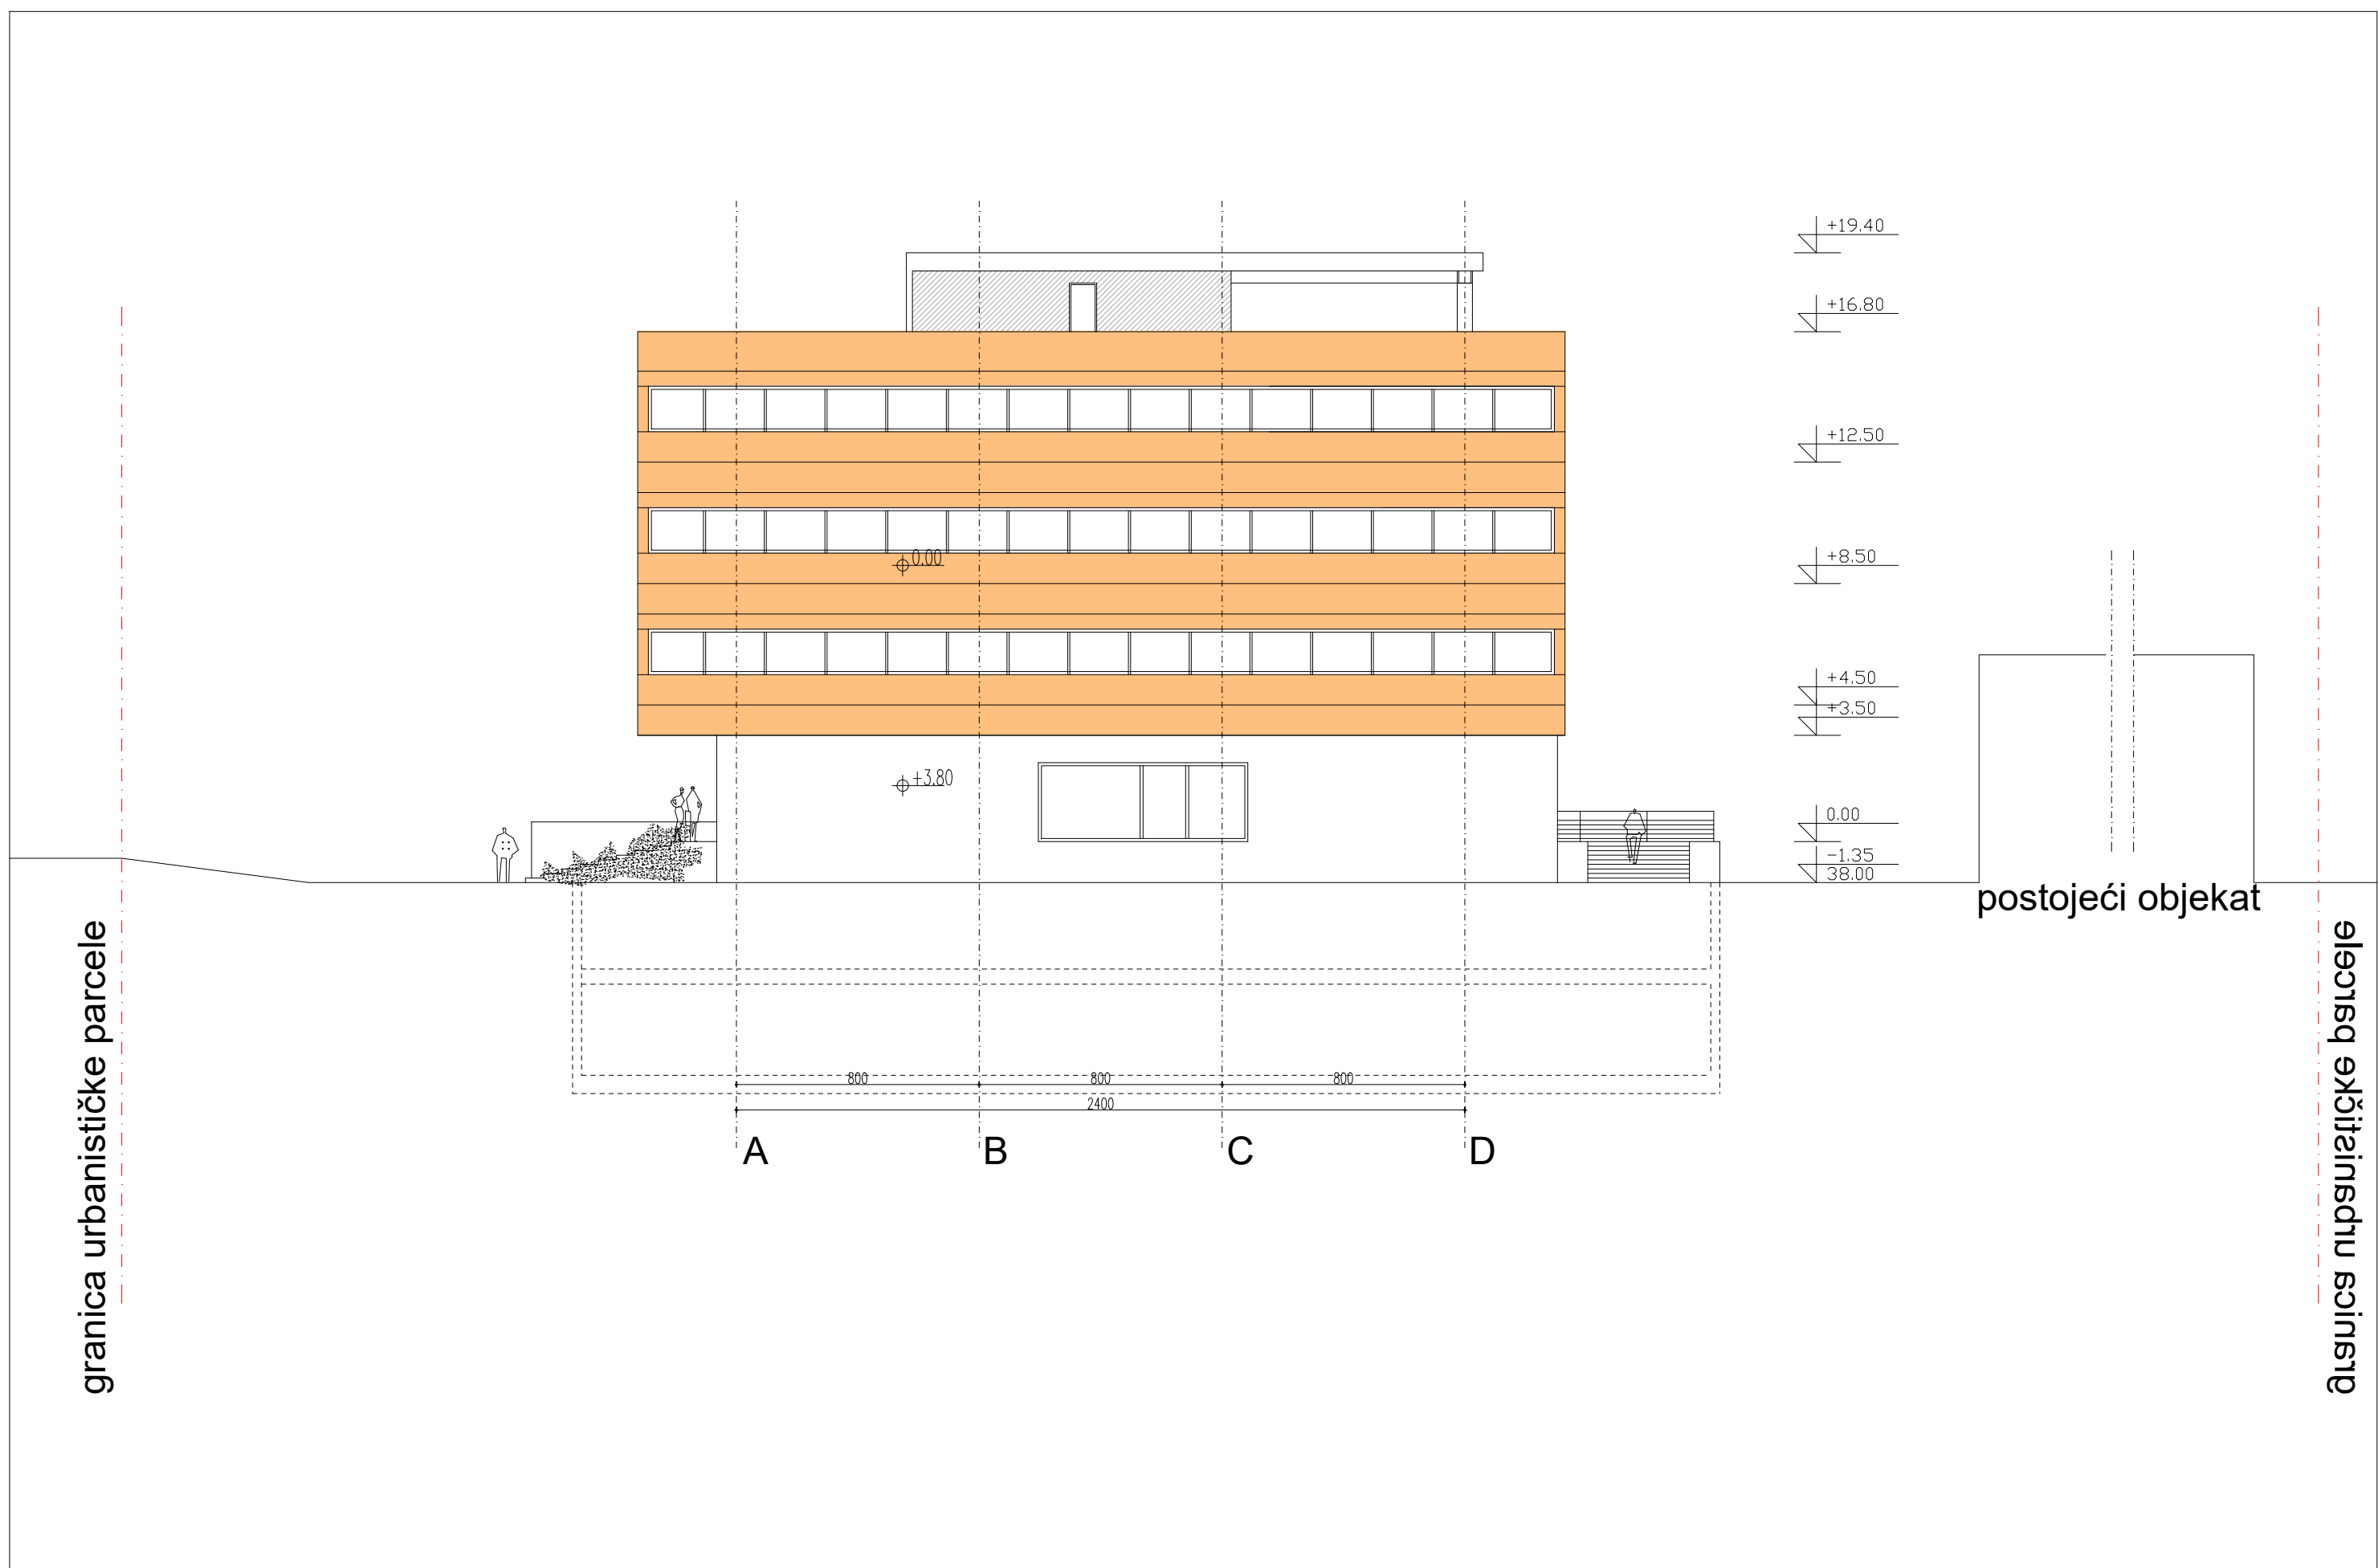 +19.40
+16.80
+12.50
+8.50
0.00
+4.50
+3.50
+3.80
0.00
-1.35
38.00
postojeći objekat
granica urbanističke parcele
granica urbanističke parcele
800
800
800
2400
A
B
C
D